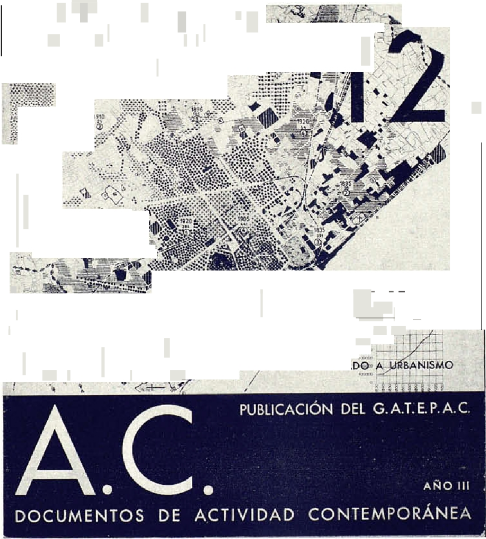 12
DO A URBANISMO
PUBLICACIÓN DEL G.A.T.E.P.A.C.
A.C.
AÑO III
DOCUMENTOS DE ACTIVIDAD CONTEMPORÁNEA